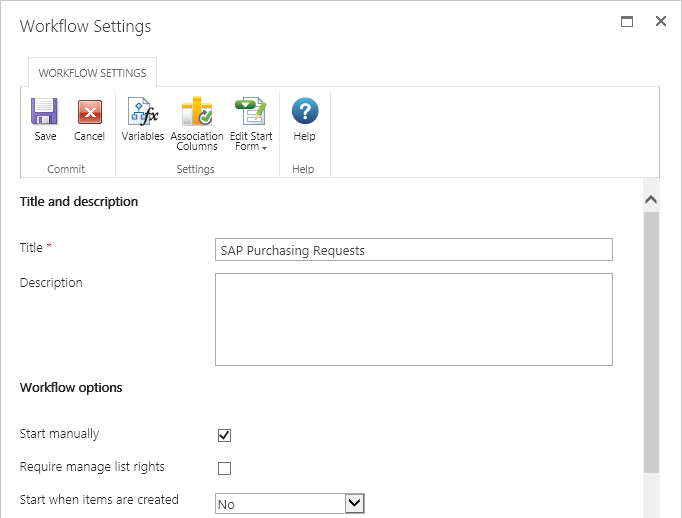 Workflow Settings
WORKFLOW SETTINGS
Save
Cancel
Variables
Association
Columns
Edit Start
Form
Help
Commit
Settings
Help
Title and description
Title *
SAP Purchasing Requests
Description
Workflow options
Start manually
Require manage list rights
Start when items are created
No